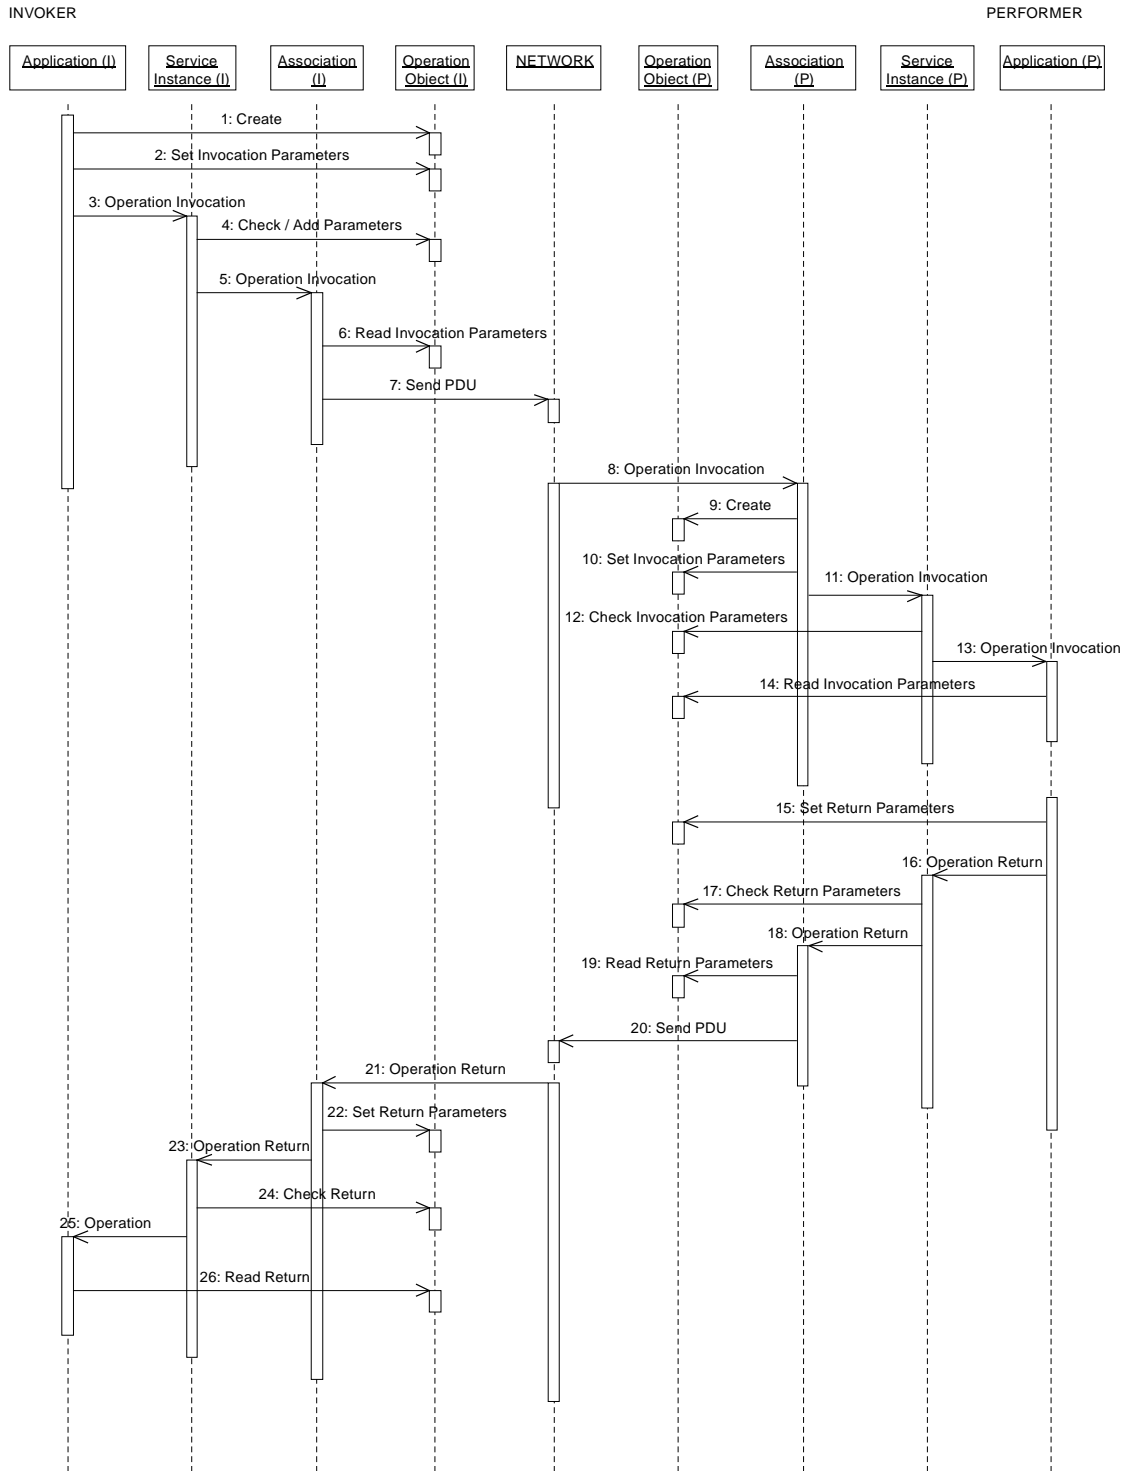 INVOKER
PERFORMER
Application (I)
Service
Instance (I)
Association
(I)
Operation
Object (I)
NETWORK
Operation
Object (P)
Association
(P)
Service
Instance (P)
Application (P)
1: Create
2: Set Invocation Parameters
3: Operation Invocation
4: Check / Add Parameters
5: Operation Invocation
6: Read Invocation Parameters
7: Send PDU
8: Operation Invocation
9: Create
10: Set Invocation Parameters
11: Operation Invocation
12: Check Invocation Parameters
13: Operation Invocation
14: Read Invocation Parameters
15: Set Return Parameters
16: Operation Return
17: Check Return Parameters
18: Operation Return
19: Read Return Parameters
20: Send PDU
21: Operation Return
22: Set Return Parameters
23: Operation Return
24: Check Return
25: Operation
26: Read Return